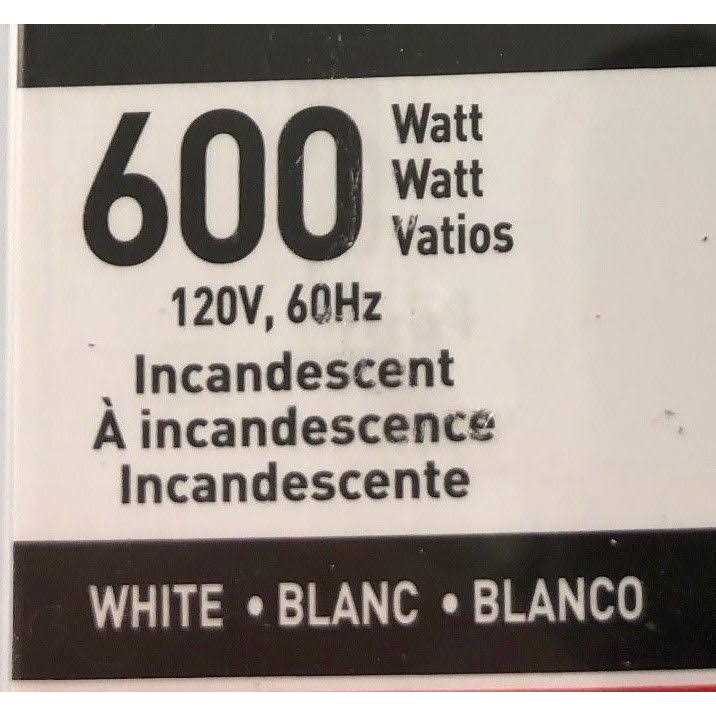 600 Watt
Watt
Vatios
120V, 60Hz
Incandescent
À incandescence
Incandescente
WHITE • BLANC • BLANCO